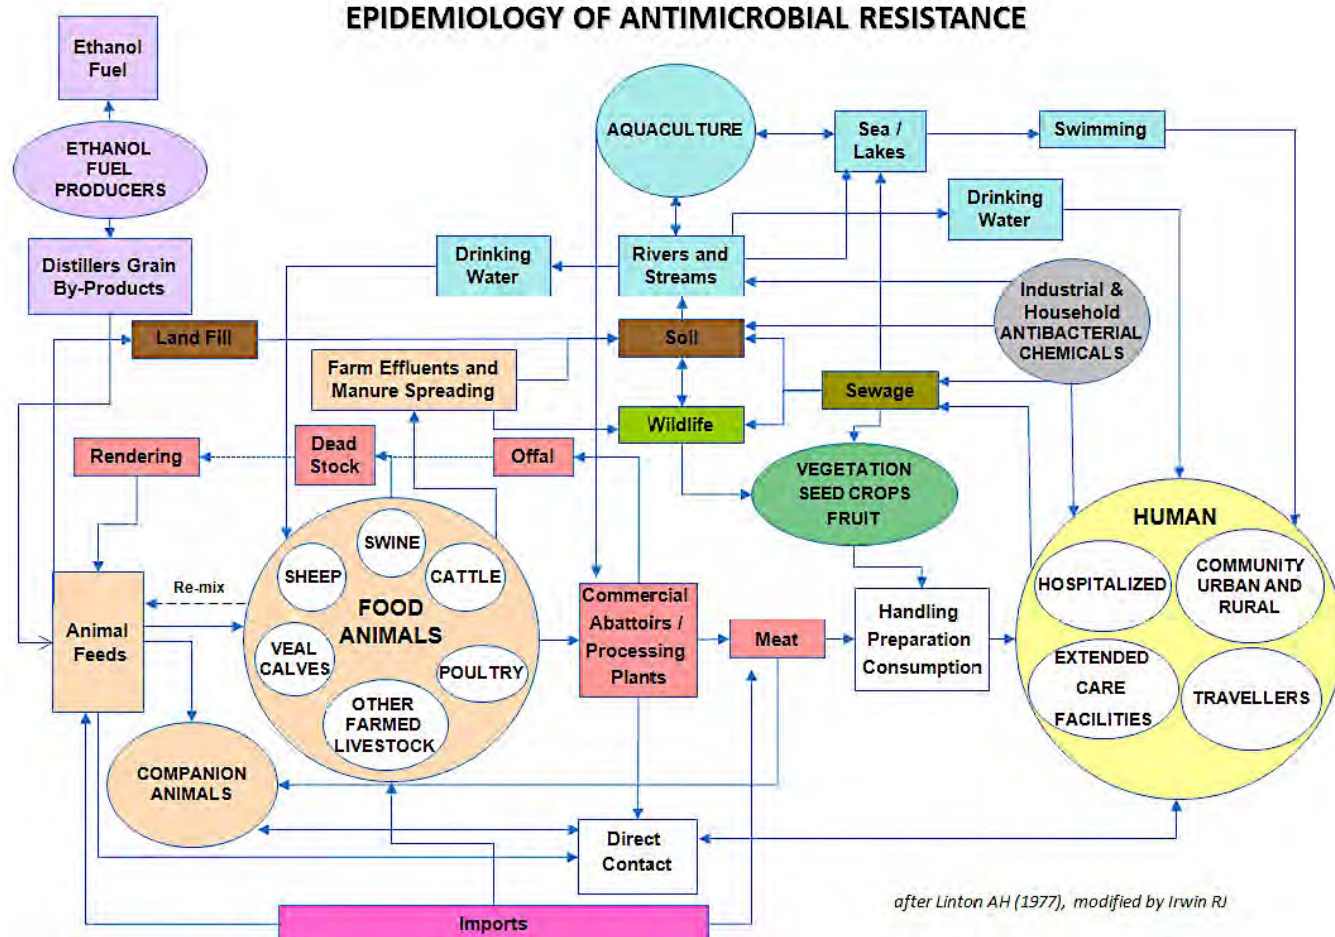 EPIDEMIOLOGY OF ANTIMICROBIAL RESISTANCE
Ethanol
Fuel
ETHANOL
FUEL
PRODUCERS
Distillers Grain
By-Products
AQUACULTURE
Sea /
Lakes
Swimming
Drinking
Water
Rivers and
Streams
Drinking
Water
Industrial &
Household
ANTIBACTERIAL
CHEMICALS
Land Fill
Soil
Farm Effluents and
Manure Spreading
Sewage
Wildlife
Rendering
Dead
Stock
Offal
VEGETATION
SEED CROPS
FRUIT
Animal
Feeds
Re-mix
FOOD
ANIMALS
SWINE
SHEEP
CATTLE
VEAL
CALVES
POULTRY
OTHER
FARMED
LIVESTOCK
Commercial
Abattoirs /
Processing
Plants
Meat
Handling
Preparation
Consumption
HUMAN
HOSPITALIZED
COMMUNITY
URBAN AND
RURAL
EXTENDED
CARE
FACILITIES
TRAVELLERS
COMPANION
ANIMALS
Direct
Contact
Imports
after Linton AH (1977), modified by Irwin RJ